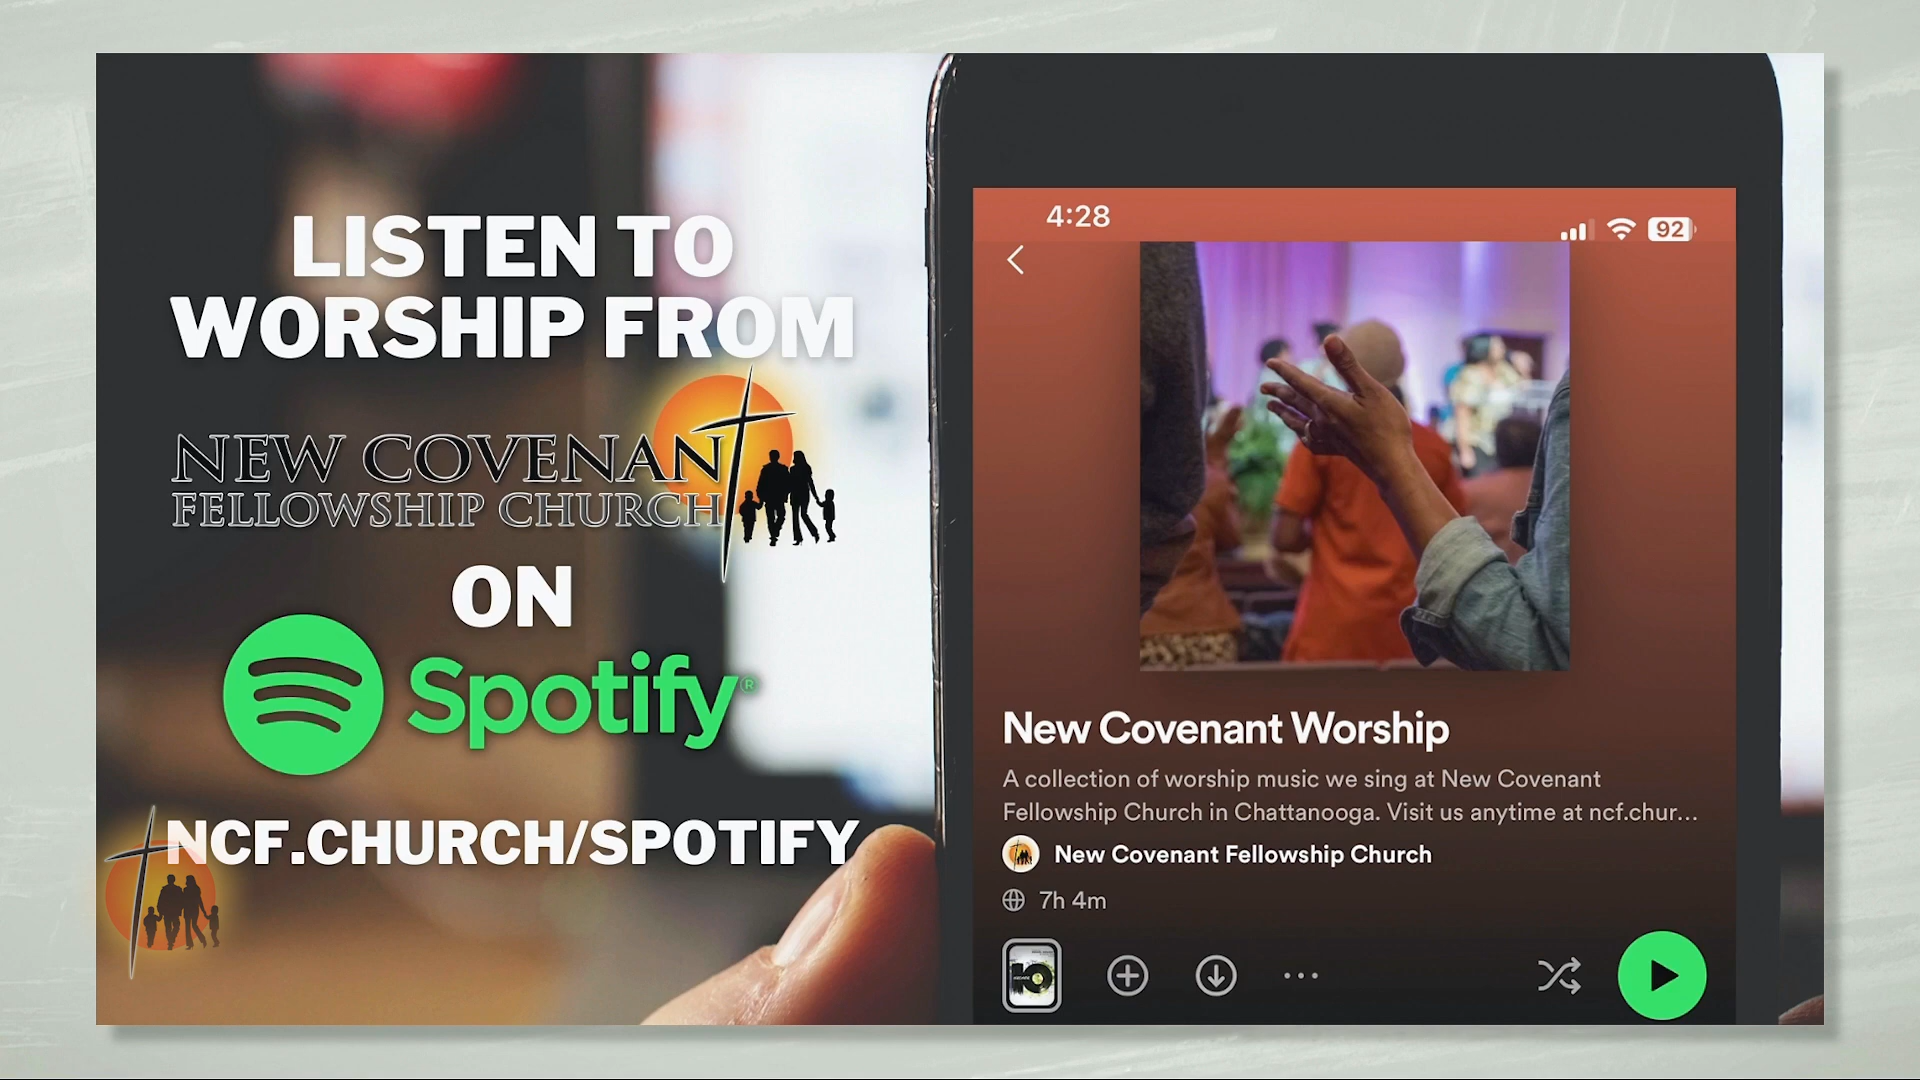 LISTEN TO
WORSHIP FROM
NEW COVENANT
FELLOWSHIP CHURCH
ON
Spotify®
NCF.CHURCH/SPOTIFY
4:28
92
New Covenant Worship
A collection of worship music we sing at New Covenant
Fellowship Church in Chattanooga. Visit us anytime at ncf.chur...
New Covenant Fellowship Church
7h 4m
10